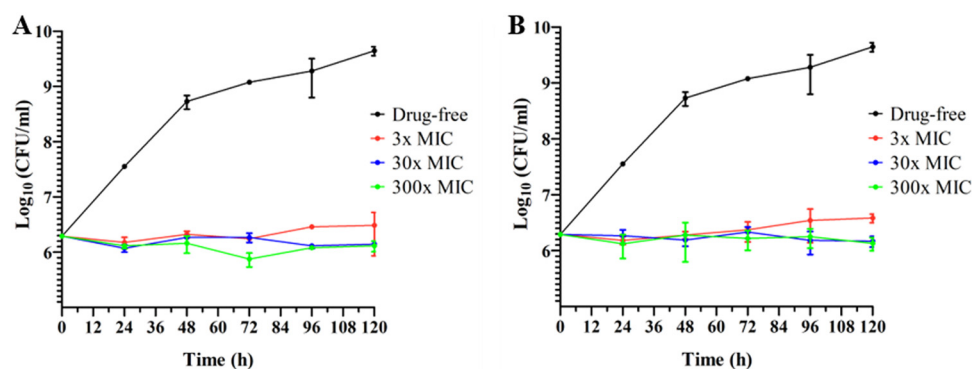 A
Log10 (CFU/ml)
10
9
8
7
6
0 12 24 36 48 60 72 84 96 108 120
Time (h)
Drug-free
3x MIC
30x MIC
300x MIC
B
Log10 (CFU/ml)
10
9
8
7
6
0 12 24 36 48 60 72 84 96 108 120
Time (h)
Drug-free
3x MIC
30x MIC
300x MIC